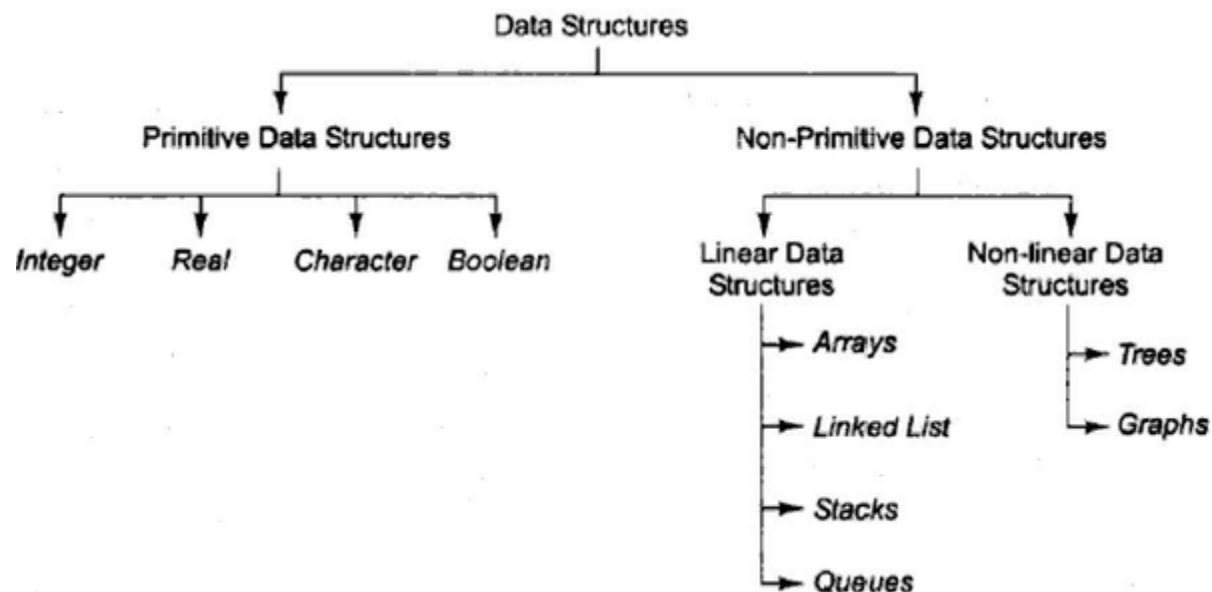 Data Structures
Primitive Data Structures
Non-Primitive Data Structures
Integer
Real
Character
Boolean
Linear Data
Structures
Non-linear Data
Structures
Arrays
Linked List
Stacks
Queues
Trees
Graphs